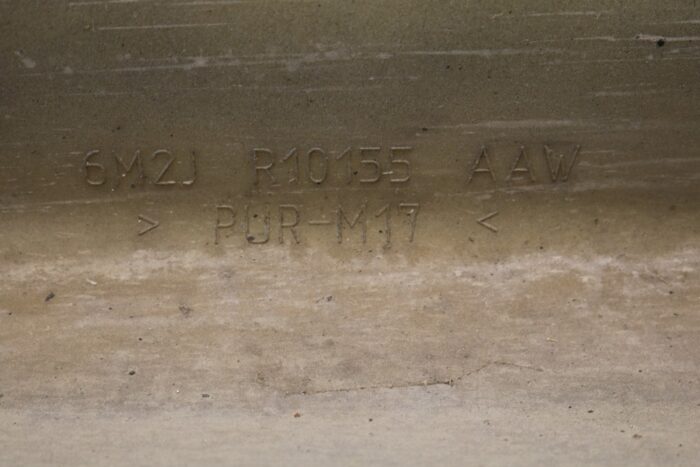 6M2J R10155 AAW
> PUR-M17 <